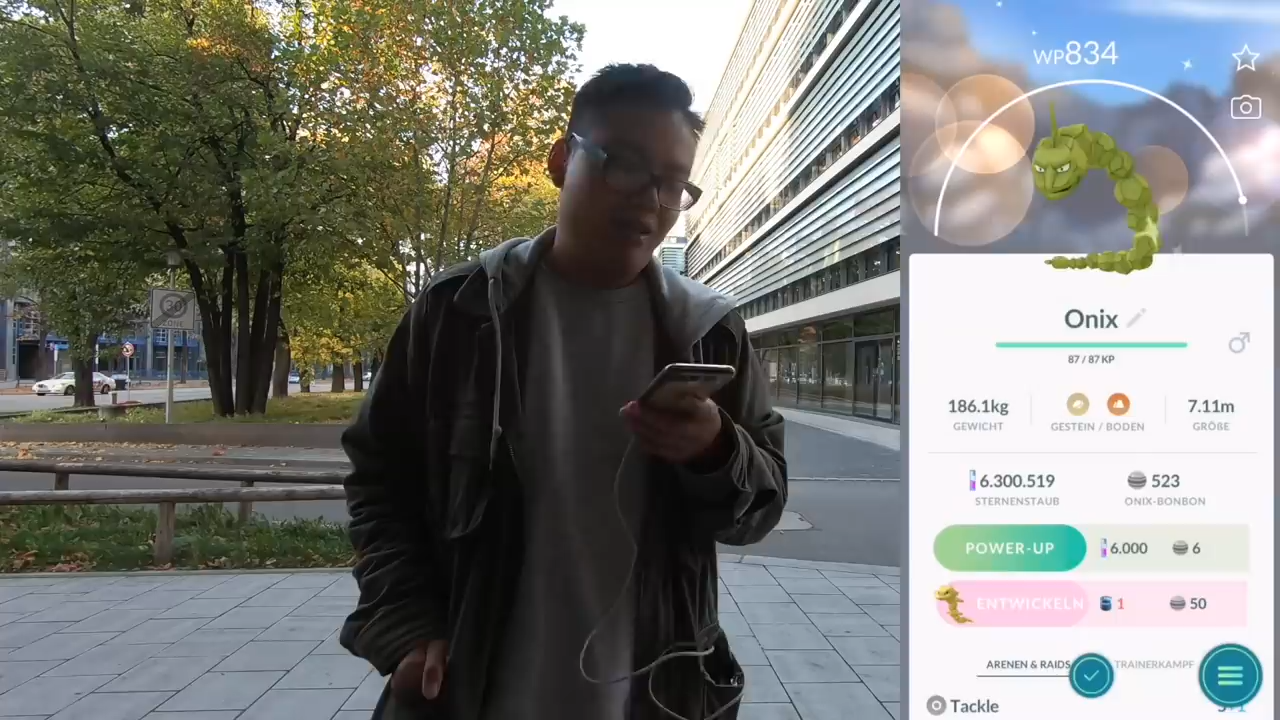 30
ZONE
WP834
Onix
87 / 87 KP
186.1kg
GEWICHT
GESTEIN / BODEN
7.11m
GRÖßE
6.300.519
STERNENSTAUB
523
ONIX-BONBON
POWER-UP
6.000
6
ENTWICKELN
1
50
ARENEN & RAIDS
TRAINERKAMPF
Tackle